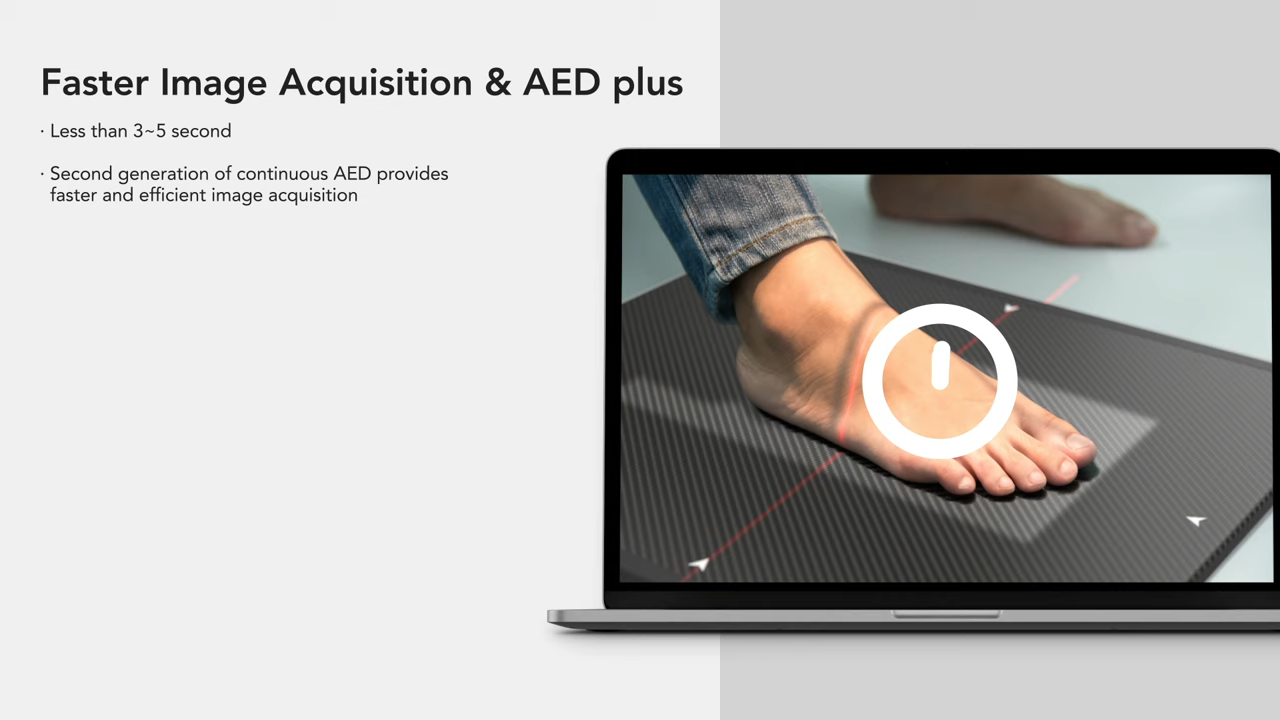 Faster Image Acquisition & AED plus
· Less than 3~5 second
· Second generation of continuous AED provides
faster and efficient image acquisition